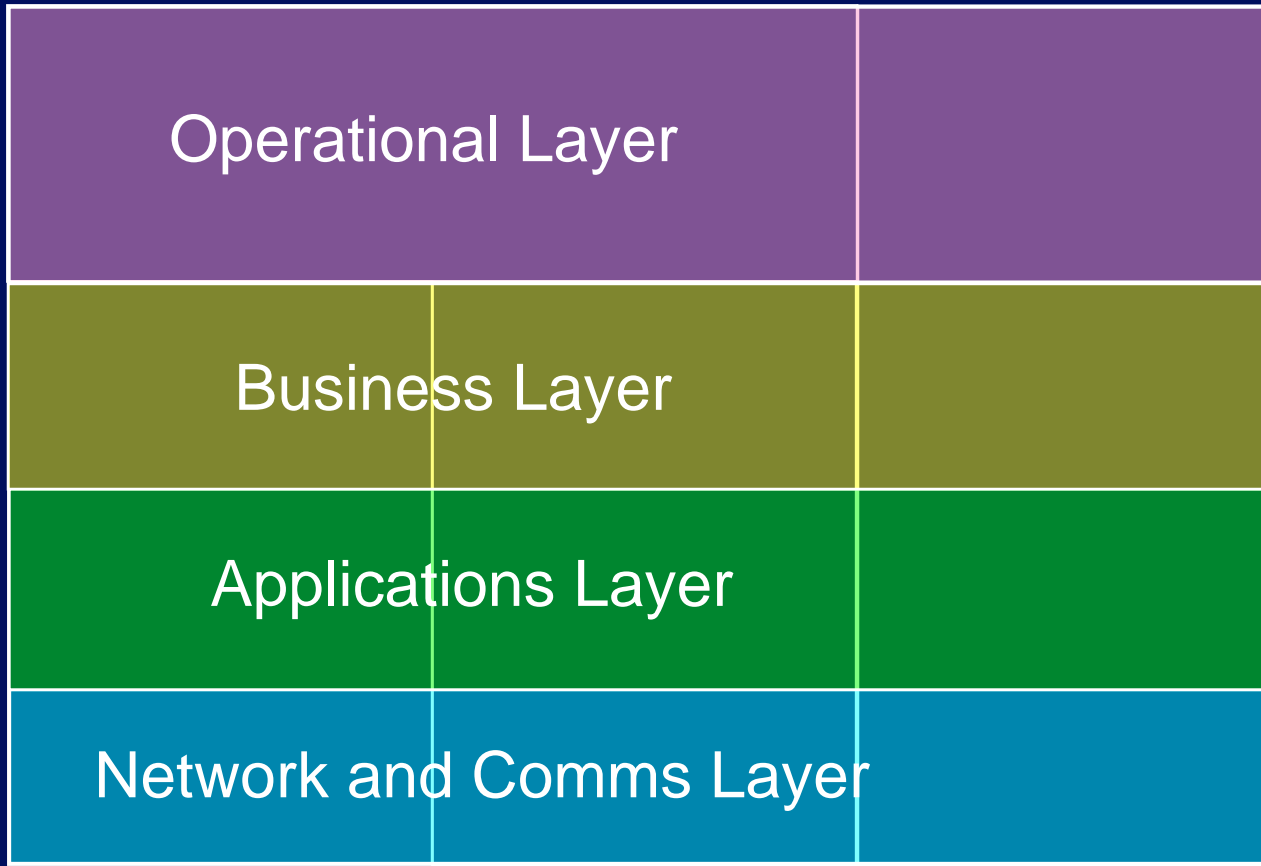 Operational Layer
Business Layer
Applications Layer
Network and Comms Layer